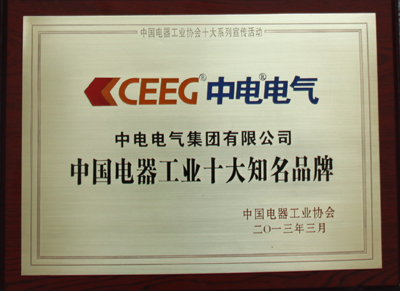 中国电器工业协会十大系列宣传活动
CEEG® 中电®电气
中电电气集团有限公司
中国电器工业十大知名品牌
中国电器工业协会
二〇一三年三月